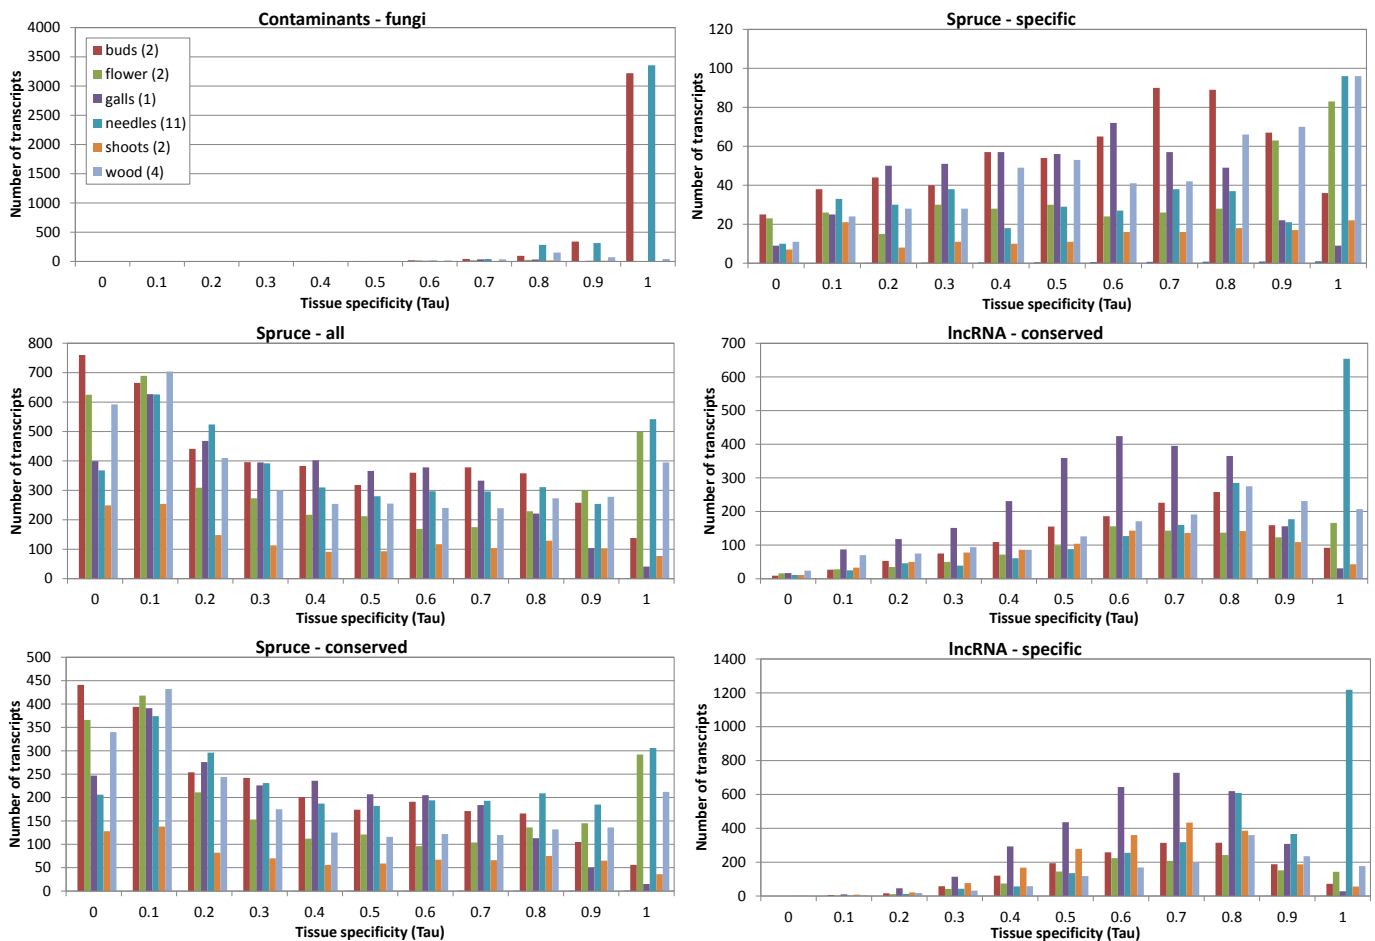 Contaminants - fungi
4000
3500
3000
2500
2000
1500
1000
500
0
Number of transcripts
buds (2)
flower (2)
galls (1)
needles (11)
shoots (2)
wood (4)
0 0.1 0.2 0.3 0.4 0.5 0.6 0.7 0.8 0.9 1
Tissue specificity (Tau)
Spruce - specific
120
100
80
60
40
20
0
Number of transcripts
0 0.1 0.2 0.3 0.4 0.5 0.6 0.7 0.8 0.9 1
Tissue specificity (Tau)
Spruce - all
800
700
600
500
400
300
200
100
0
Number of transcripts
0 0.1 0.2 0.3 0.4 0.5 0.6 0.7 0.8 0.9 1
Tissue specificity (Tau)
lncRNA - conserved
700
600
500
400
300
200
100
0
Number of transcripts
0 0.1 0.2 0.3 0.4 0.5 0.6 0.7 0.8 0.9 1
Tissue specificity (Tau)
Spruce - conserved
500
450
400
350
300
250
200
150
100
50
0
Number of transcripts
0 0.1 0.2 0.3 0.4 0.5 0.6 0.7 0.8 0.9 1
Tissue specificity (Tau)
lncRNA - specific
1400
1200
1000
800
600
400
200
0
Number of transcripts
0 0.1 0.2 0.3 0.4 0.5 0.6 0.7 0.8 0.9 1
Tissue specificity (Tau)